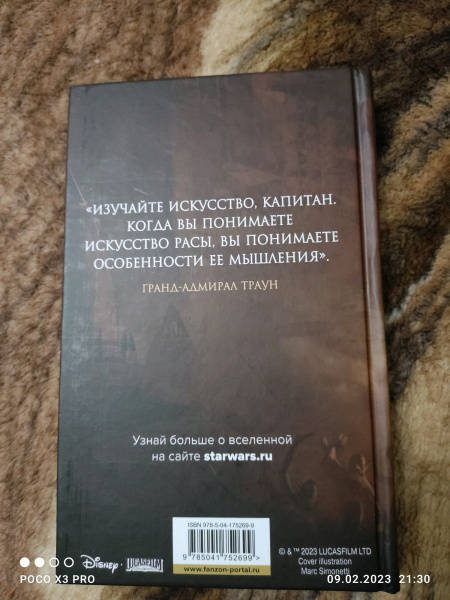 «ИЗУЧАЙТЕ ИСКУССТВО, КАПИТАН.
КОГДА ВЫ ПОНИМАЕТЕ
ИСКУССТВО РАСЫ, ВЫ ПОНИМАЕТЕ
ОСОБЕННОСТИ ЕЕ МЫШЛЕНИЯ».
ГРАНД-АДМИРАЛ ТРАУН
Узнай больше о вселенной
на сайте starwars.ru
ISBN 978-5-04-175269-9
9 785041 752699 >
www.fanzon-portal.ru
Disney · LUCASFILM
© & ™ 2023 LUCASFILM LTD
Cover illustration
Marc Simonetti
POCO X3 PRO
09.02.2023 21:30